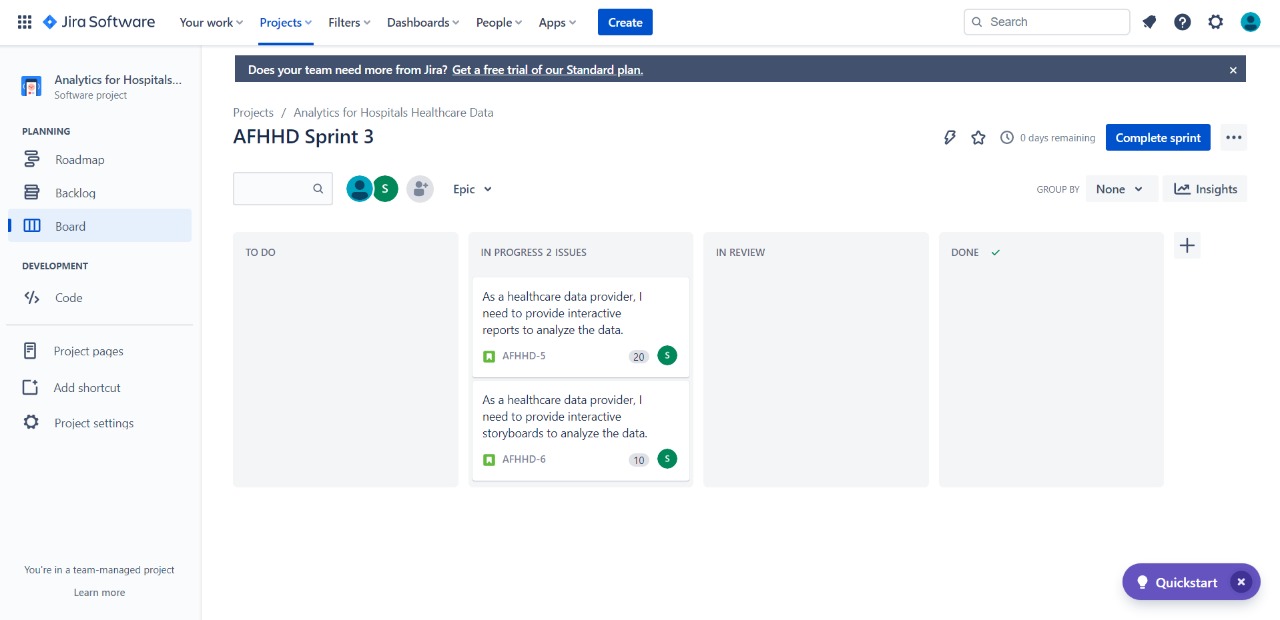 Jira Software Your work Projects Filters Dashboards People Apps Create Search
Analytics for Hospitals...
Software project
PLANNING
Roadmap
Backlog
Board
DEVELOPMENT
Code
Project pages
Add shortcut
Project settings
You're in a team-managed project
Learn more
Does your team need more from Jira? Get a free trial of our Standard plan.
Projects / Analytics for Hospitals Healthcare Data
AFHHD Sprint 3
0 days remaining Complete sprint
S Epic GROUP BY None Insights
TO DO
IN PROGRESS 2 ISSUES
As a healthcare data provider, I
need to provide interactive
reports to analyze the data.
AFHHD-5 20 S
As a healthcare data provider, I
need to provide interactive
storyboards to analyze the data.
AFHHD-6 10 S
IN REVIEW
DONE
Quickstart